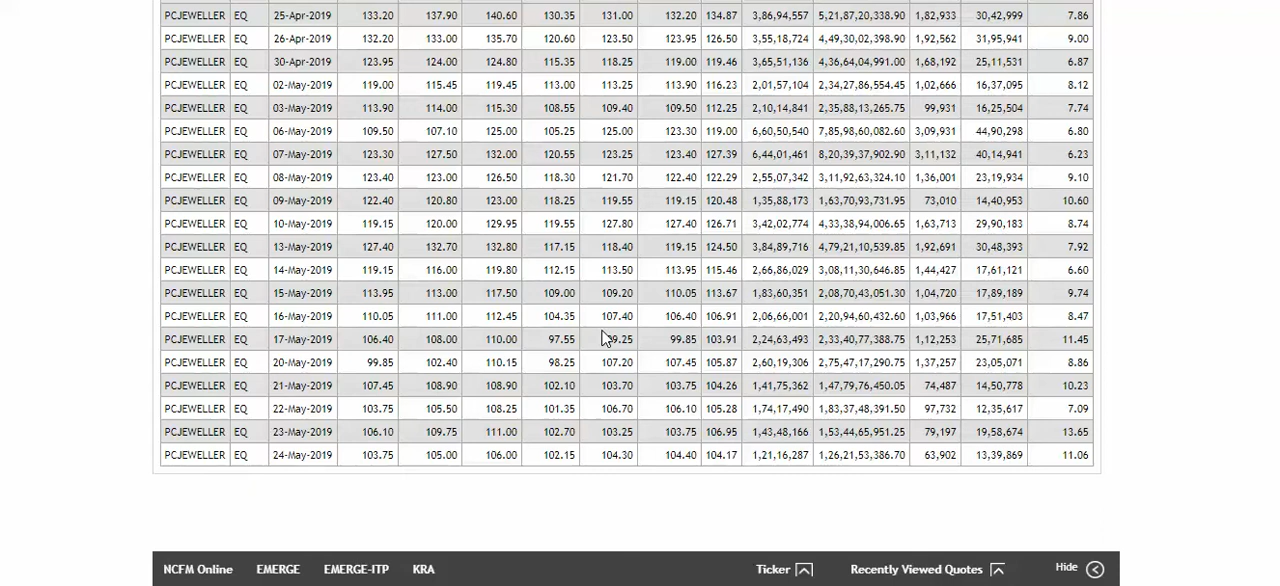 PCJEWELLER EQ 25-Apr-2019 133.20 137.90 140.60 130.35 131.00 132.20 134.87 3,86,94,557 5,21,87,20,338.90 1,82,933 30,42,999 7.86
PCJEWELLER EQ 26-Apr-2019 132.20 133.00 135.70 120.60 123.50 123.95 126.50 3,55,18,724 4,49,30,02,398.90 1,92,562 31,95,941 9.00
PCJEWELLER EQ 30-Apr-2019 123.95 124.00 124.80 115.35 118.25 119.00 119.46 3,65,51,136 4,36,64,04,991.00 1,68,192 25,11,531 6.87
PCJEWELLER EQ 02-May-2019 119.00 115.45 119.45 113.00 113.25 113.90 116.23 2,01,57,104 2,34,27,86,554.45 1,02,666 16,37,095 8.12
PCJEWELLER EQ 03-May-2019 113.90 114.00 115.30 108.55 109.40 109.50 112.25 2,10,14,841 2,35,88,13,265.75 99,931 16,25,504 7.74
PCJEWELLER EQ 06-May-2019 109.50 107.10 125.00 105.25 125.00 123.30 119.00 6,60,50,540 7,85,98,60,082.60 3,09,931 44,90,298 6.80
PCJEWELLER EQ 07-May-2019 123.30 127.50 132.00 120.55 123.25 123.40 127.39 6,44,01,461 8,20,39,37,902.90 3,11,132 40,14,941 6.23
PCJEWELLER EQ 08-May-2019 123.40 123.00 126.50 118.30 121.70 122.40 122.29 2,55,07,342 3,11,92,63,324.10 1,36,001 23,19,934 9.10
PCJEWELLER EQ 09-May-2019 122.40 120.80 123.00 118.25 119.55 119.15 120.48 1,35,88,173 1,63,70,93,731.95 73,010 14,40,953 10.60
PCJEWELLER EQ 10-May-2019 119.15 120.00 129.95 119.55 127.80 127.40 126.71 3,42,02,774 4,33,38,94,006.65 1,63,713 29,90,183 8.74
PCJEWELLER EQ 13-May-2019 127.40 132.70 132.80 117.15 118.40 119.15 124.50 3,84,89,716 4,79,21,10,539.85 1,92,691 30,48,393 7.92
PCJEWELLER EQ 14-May-2019 119.15 116.00 119.80 112.15 113.50 113.95 115.46 2,66,86,029 3,08,11,30,646.85 1,44,427 17,61,121 6.60
PCJEWELLER EQ 15-May-2019 113.95 113.00 117.50 109.00 109.20 110.05 113.67 1,83,60,351 2,08,70,43,051.30 1,04,720 17,89,189 9.74
PCJEWELLER EQ 16-May-2019 110.05 111.00 112.45 104.35 107.40 106.40 106.91 2,06,66,001 2,20,94,60,432.60 1,03,966 17,51,403 8.47
PCJEWELLER EQ 17-May-2019 106.40 108.00 110.00 97.55 99.85 103.91 2,24,63,493 2,33,40,77,388.75 1,12,253 25,71,685 11.45
PCJEWELLER EQ 20-May-2019 99.85 102.40 110.15 98.25 107.20 107.45 105.87 2,60,19,306 2,75,47,17,290.75 1,37,257 23,05,071 8.86
PCJEWELLER EQ 21-May-2019 107.45 108.90 108.90 102.10 103.70 103.75 104.26 1,41,75,362 1,47,79,76,450.05 74,487 14,50,778 10.23
PCJEWELLER EQ 22-May-2019 103.75 105.50 108.25 101.35 106.70 106.10 105.28 1,74,17,490 1,83,37,48,391.50 97,732 12,35,617 7.09
PCJEWELLER EQ 23-May-2019 106.10 109.75 111.00 102.70 103.25 103.75 106.95 1,43,48,166 1,53,44,65,951.25 79,197 19,58,674 13.65
PCJEWELLER EQ 24-May-2019 103.75 105.00 106.00 102.15 104.30 104.40 104.17 1,21,16,287 1,26,21,53,386.70 63,902 13,39,869 11.06
NCFM Online EMERGE EMERGE-ITP KRA Ticker Recently Viewed Quotes Hide